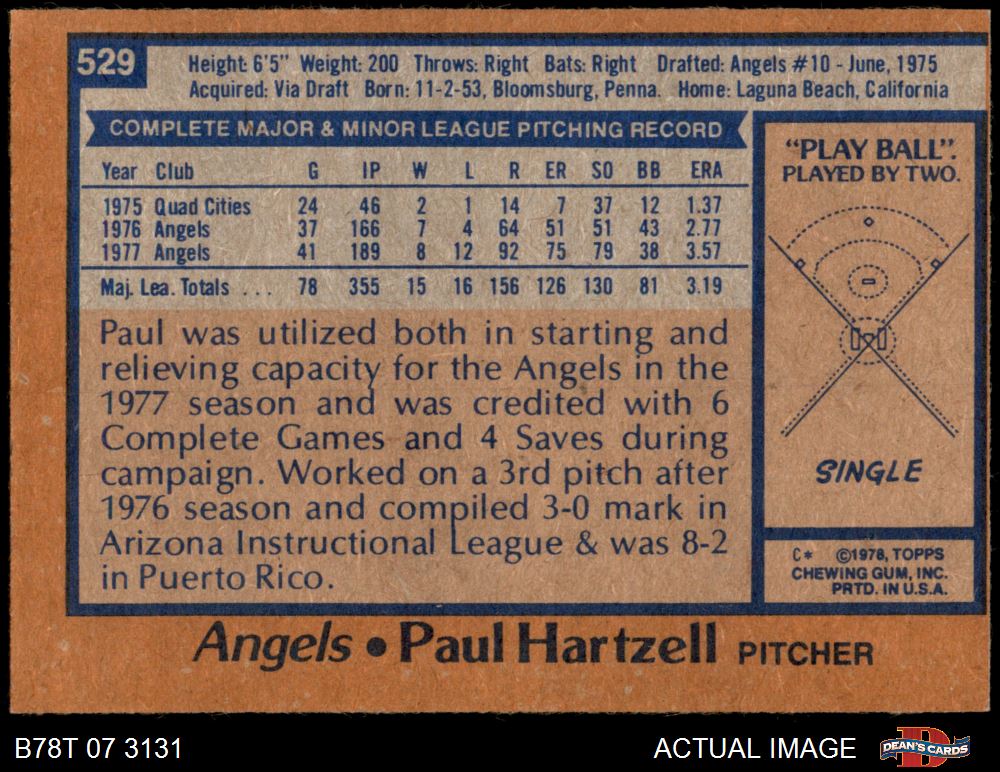 529
Height: 6'5" Weight: 200 Throws: Right Bats: Right Drafted: Angels #10 - June, 1975
Acquired: Via Draft Born: 11-2-53, Bloomsburg, Penna. Home: Laguna Beach, California
COMPLETE MAJOR & MINOR LEAGUE PITCHING RECORD
Year Club G IP W L R ER SO BB ERA
1975 Quad Cities 24 46 2 1 14 7 37 12 1.37
1976 Angels 37 166 7 4 64 51 51 43 2.77
1977 Angels 41 189 8 12 92 75 79 38 3.57
Maj. Lea. Totals ... 78 355 15 16 156 126 130 81 3.19
Paul was utilized both in starting and
relieving capacity for the Angels in the
1977 season and was credited with 6
Complete Games and 4 Saves during
campaign. Worked on a 3rd pitch after
1976 season and compiled 3-0 mark in
Arizona Instructional League & was 8-2
in Puerto Rico.
"PLAY BALL".
PLAYED BY TWO.
SINGLE
C* ©1978, TOPPS
CHEWING GUM, INC.
PRTD. IN U.S.A.
Angels • Paul Hartzell PITCHER
B78T 07 3131
ACTUAL IMAGE
D
DEAN'S CARDS